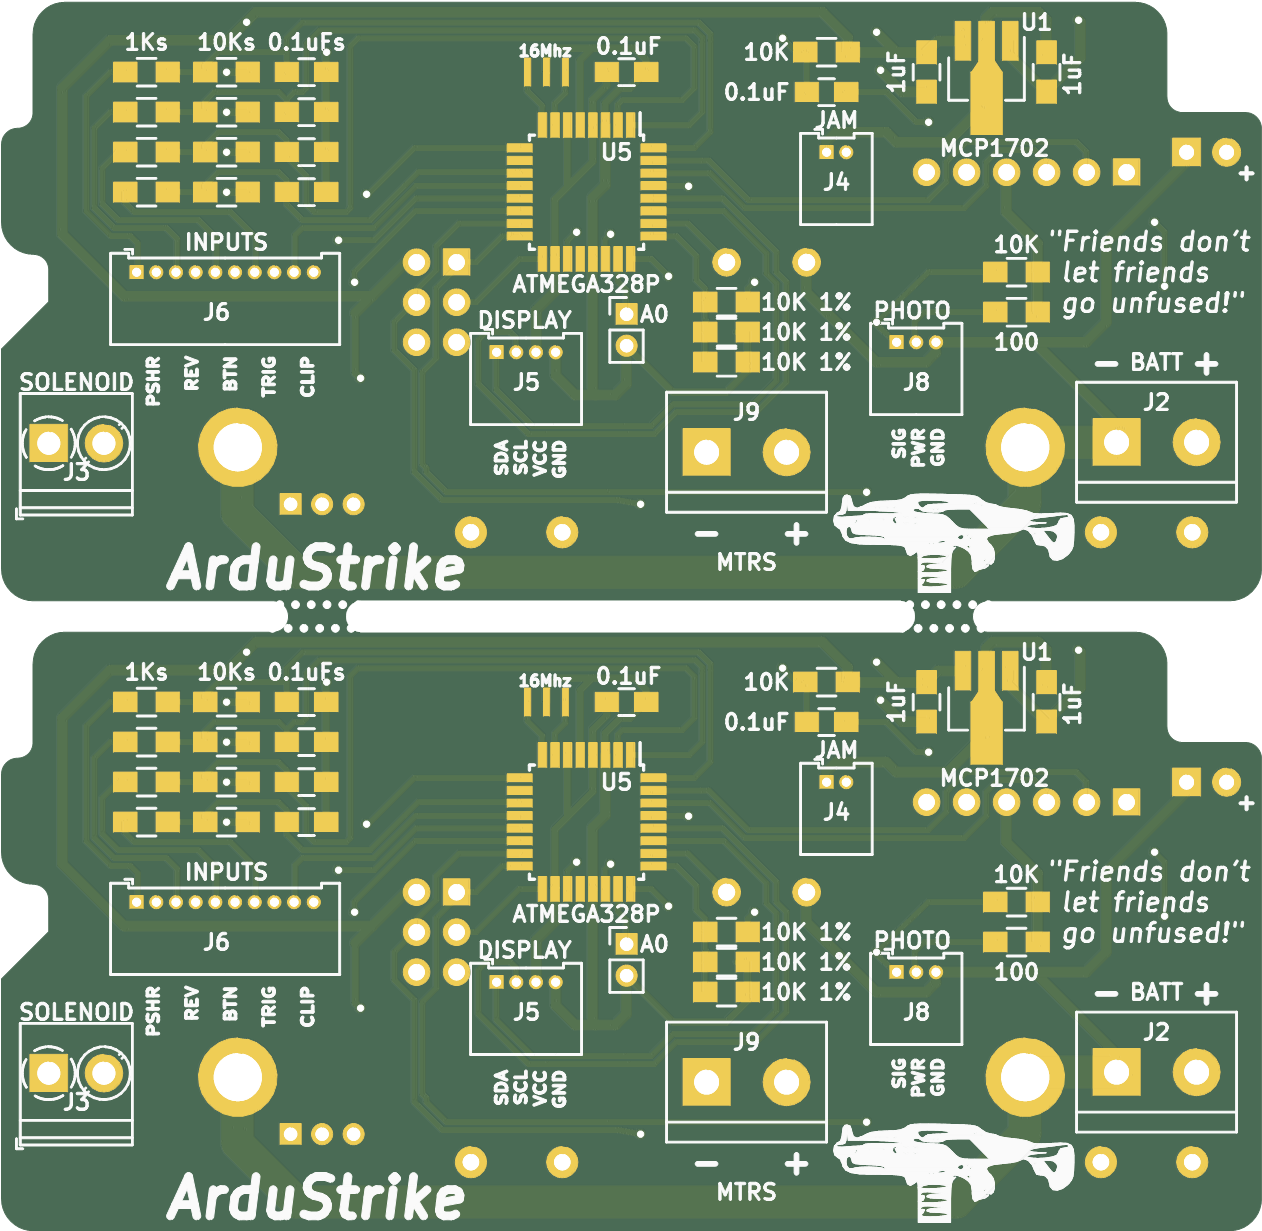 1Ks 10Ks 0.1uFs
16Mhz
0.1uF
10K
0.1uF
JAM
J4
1uF
U1
1uF
MCP1702
+
U5
ATMEGA328P
INPUTS
J6
PSHR
REV
BTN
TRIG
CLIP
SOLENOID
J3
DISPLAY
J5
SDA
SCL
VCC
GND
A0
10K 1%
10K 1%
10K 1%
J9
- +
MTRS
PHOTO
J8
SIG
PWR
GND
10K
100
"Friends don't
let friends
go unfused!"
- BATT +
J2
ArduStrike
1Ks 10Ks 0.1uFs
16Mhz
0.1uF
10K
0.1uF
JAM
J4
1uF
U1
1uF
MCP1702
+
U5
ATMEGA328P
INPUTS
J6
PSHR
REV
BTN
TRIG
CLIP
SOLENOID
J3
DISPLAY
J5
SDA
SCL
VCC
GND
A0
10K 1%
10K 1%
10K 1%
J9
- +
MTRS
PHOTO
J8
SIG
PWR
GND
10K
100
"Friends don't
let friends
go unfused!"
- BATT +
J2
ArduStrike